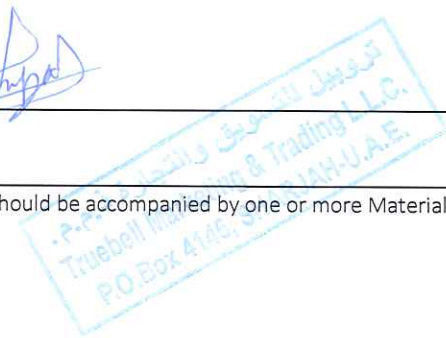 تروبيل للتسويق والتجارة ذ.م.م.
Truebell Marketing & Trading L.L.C.
P.O.Box 4146, SHARJAH-U.A.E.
hould be accompanied by one or more Material